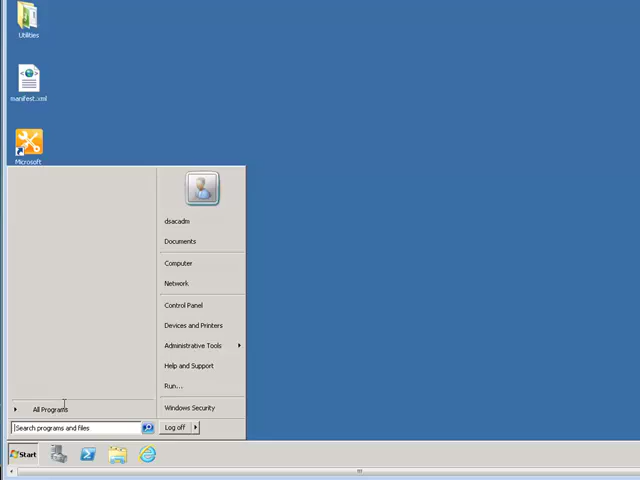 Utilities
manifest.xml
Microsoft
dsacadm
Documents
Computer
Network
Control Panel
Devices and Printers
Administrative Tools
Help and Support
Run...
Windows Security
All Programs
Search programs and files
Log off
Start